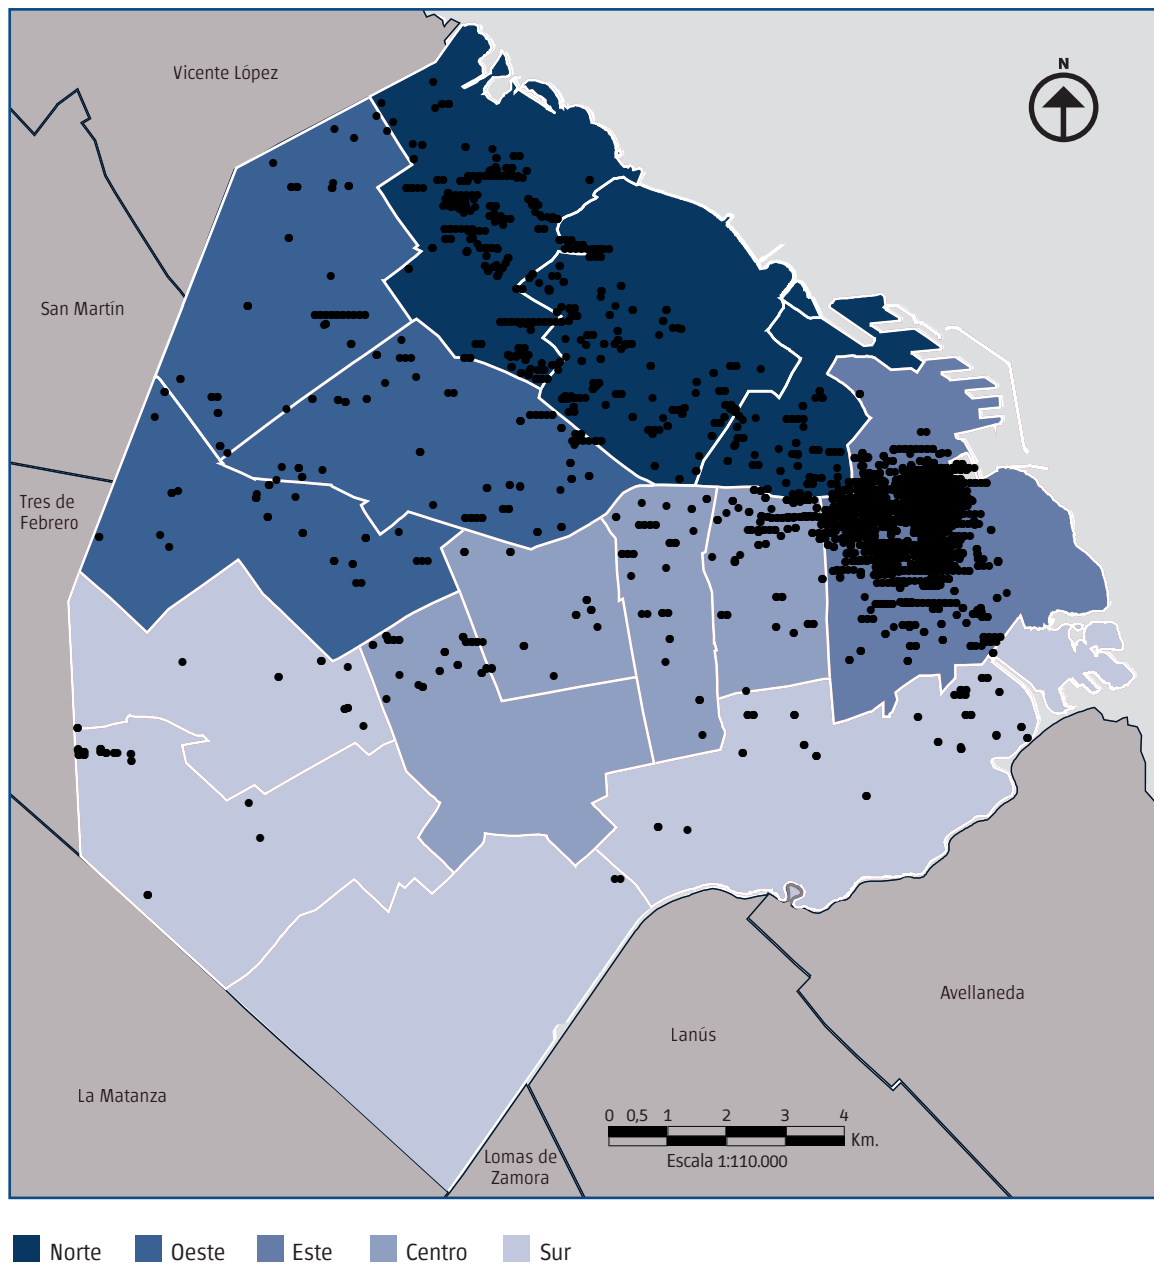 Vicente López
N
San Martín
Tres de
Febrero
Avellaneda
Lanús
La Matanza
0 0,5 1 2 3 4
Km.
Escala 1:110.000
Lomas de
Zamora
Norte Oeste Este Centro Sur